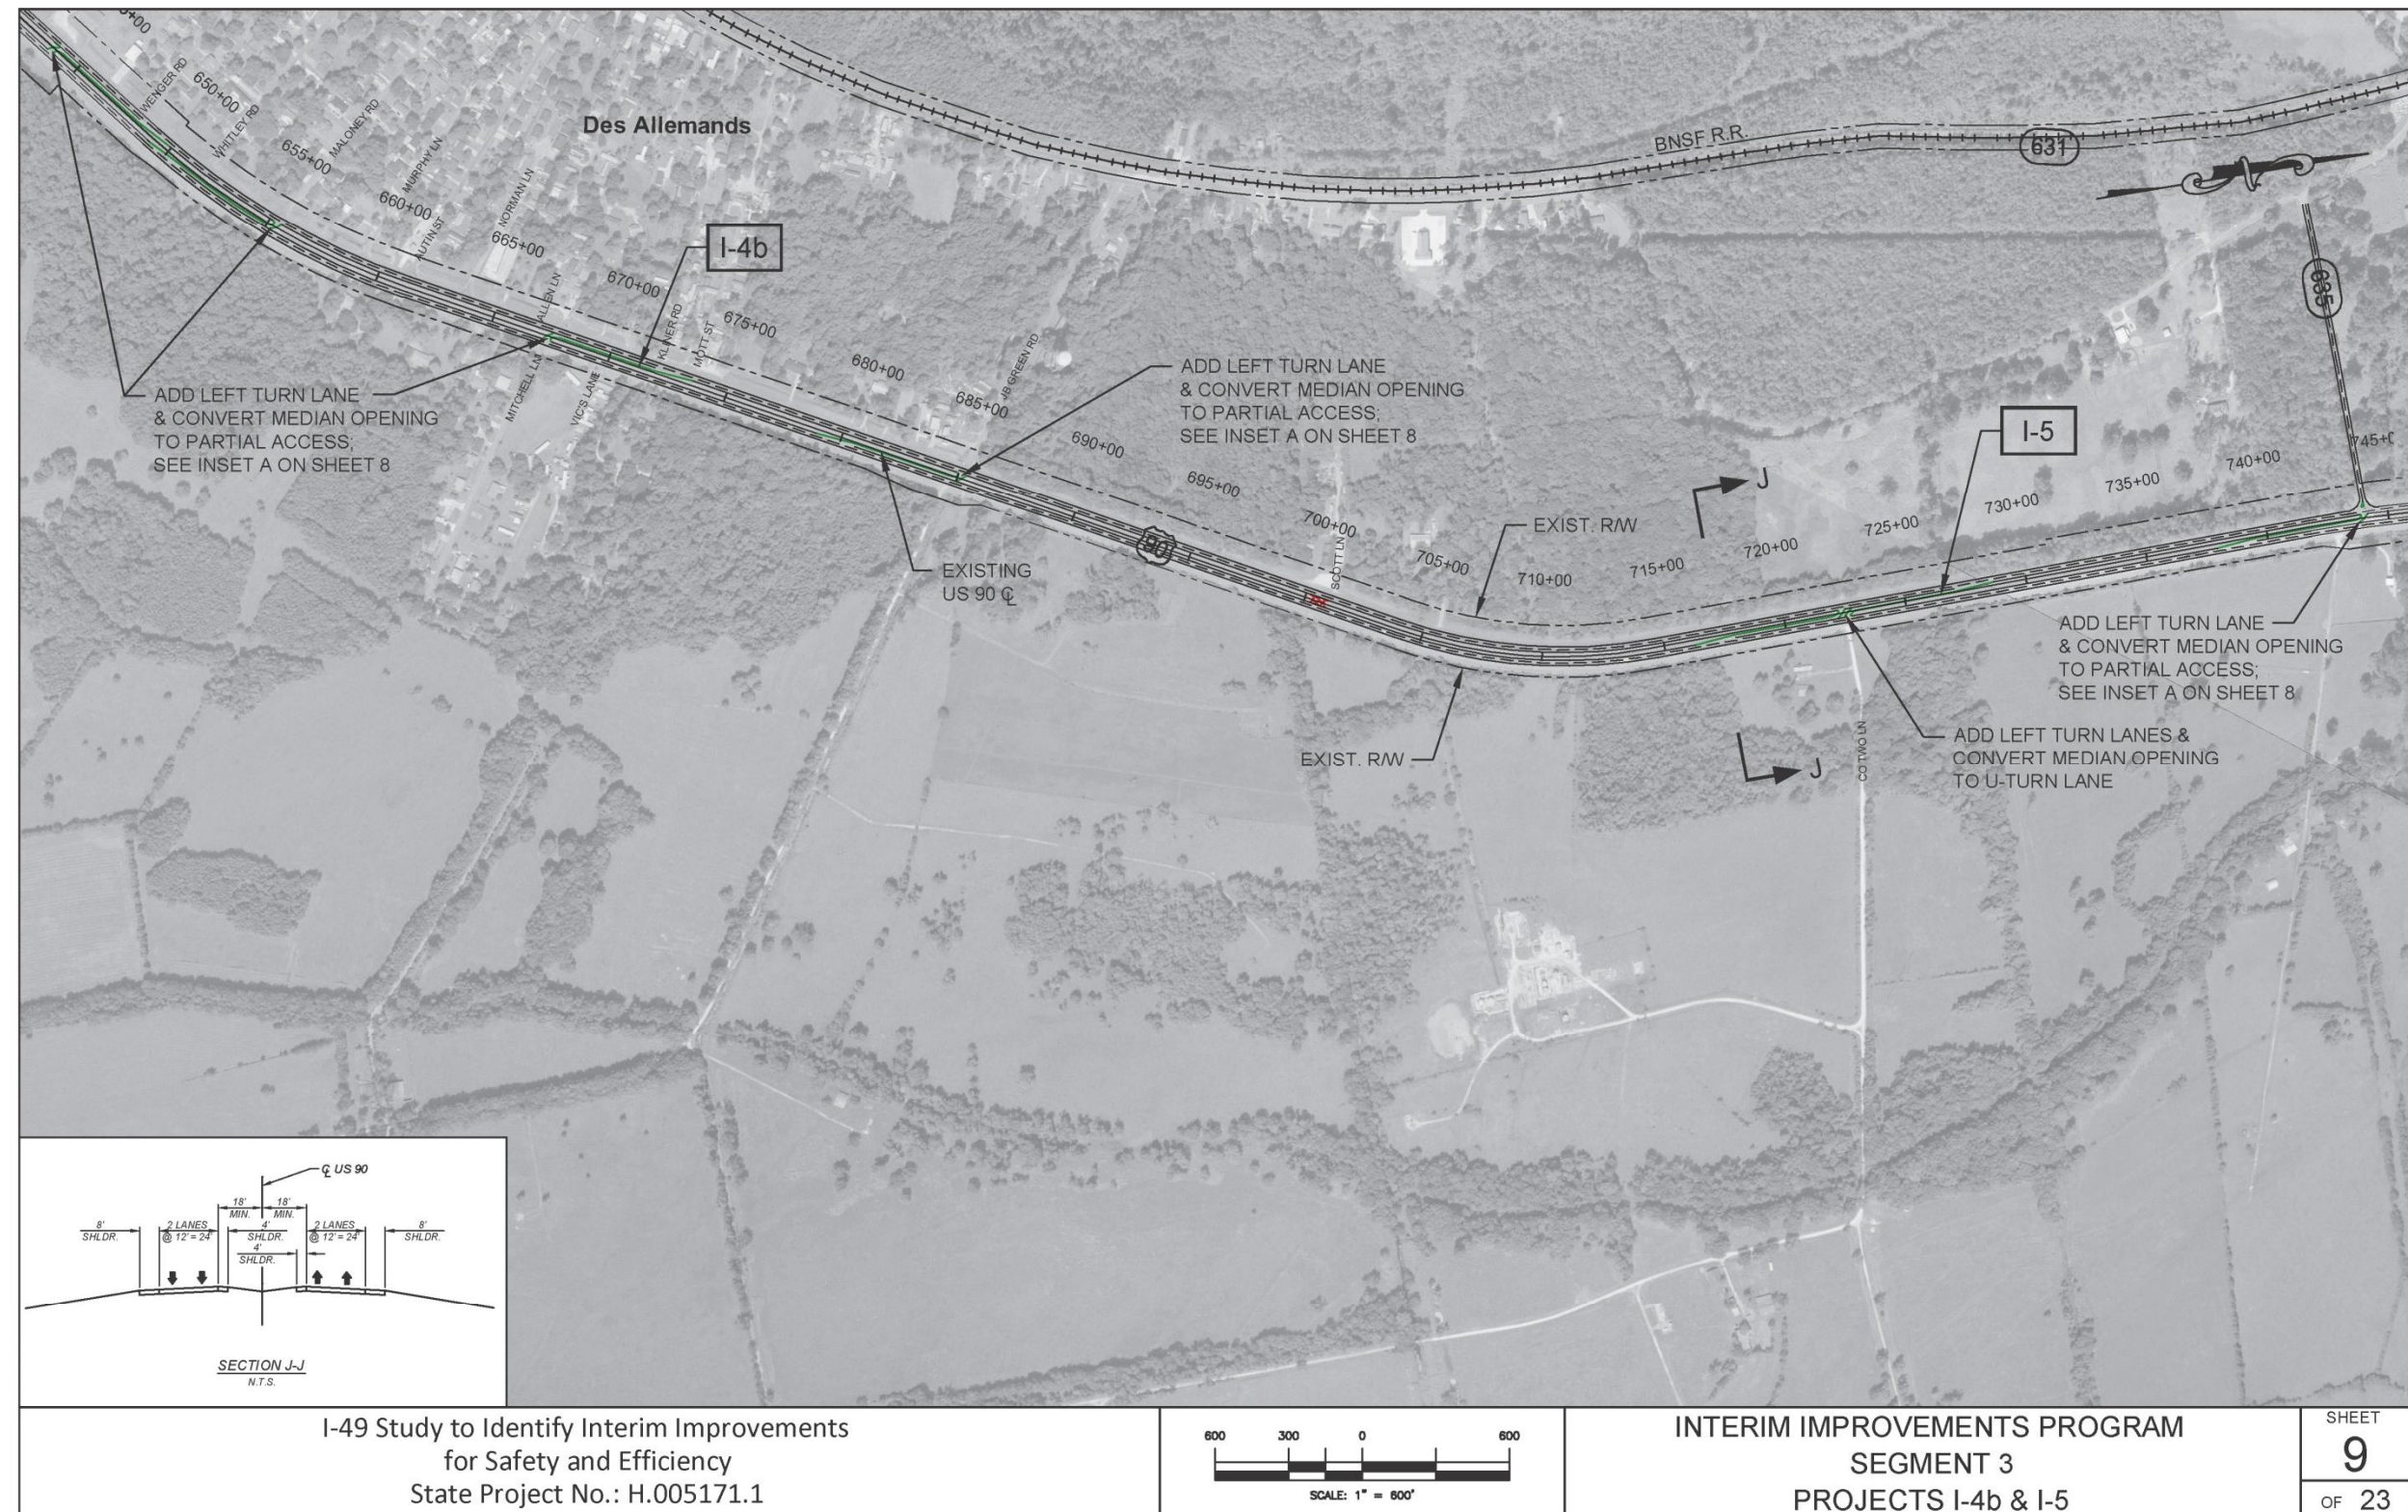 WENGER RD
650+00
WHITLEY RD
655+00
MALONEY RD
MURPHY LN
660+00
AUTIN ST
NORMAN LN
665+00
Des Allemands
I-4b
670+00
ALLEN LN
KLINER RD
675+00
MOTT ST
MITCHELL LN
VIC'S LANE
680+00
685+00
JB GREEN RD
690+00
695+00
700+00
SCOTT LN
705+00
710+00
715+00
720+00
725+00
730+00
735+00
740+00
BNSF R.R.
631
635
90
ADD LEFT TURN LANE
& CONVERT MEDIAN OPENING
TO PARTIAL ACCESS;
SEE INSET A ON SHEET 8
ADD LEFT TURN LANE
& CONVERT MEDIAN OPENING
TO PARTIAL ACCESS;
SEE INSET A ON SHEET 8
EXISTING
US 90 ℄
EXIST. R/W
EXIST. R/W
J
J
I-5
ADD LEFT TURN LANE
& CONVERT MEDIAN OPENING
TO PARTIAL ACCESS;
SEE INSET A ON SHEET 8
ADD LEFT TURN LANES &
CONVERT MEDIAN OPENING
TO U-TURN LANE
CO TWO LN
℄ US 90
18' 18'
MIN. MIN.
8' 2 LANES 4' 2 LANES 8'
SHLDR. @ 12' = 24' SHLDR. @ 12' = 24' SHLDR.
4'
SHLDR.
SECTION J-J
N.T.S.
I-49 Study to Identify Interim Improvements
for Safety and Efficiency
State Project No.: H.005171.1
600 300 0 600
SCALE: 1" = 600'
INTERIM IMPROVEMENTS PROGRAM
SEGMENT 3
PROJECTS I-4b & I-5
SHEET
9
OF 23